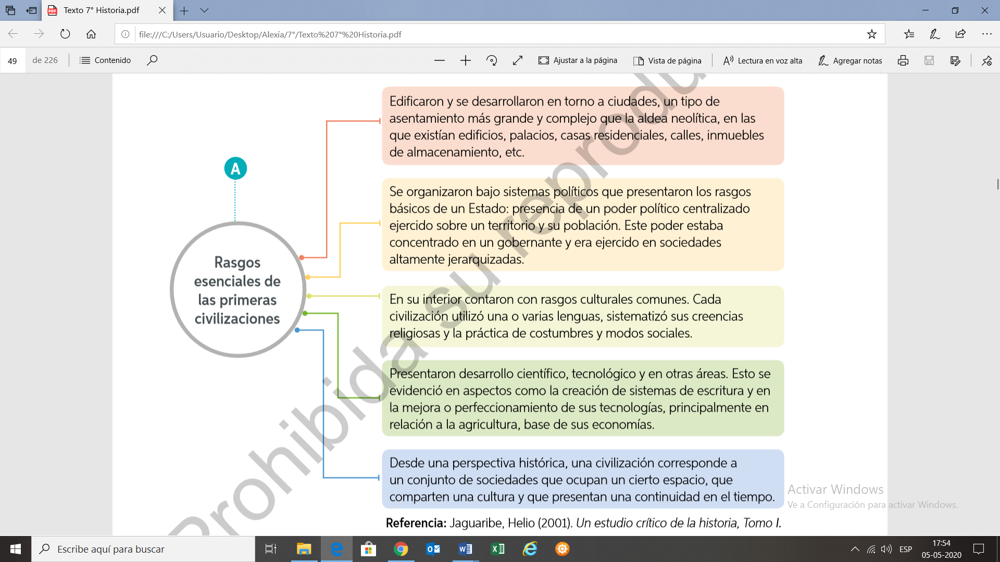 Texto 7° Historia.pdf
file:///C:/Users/Usuario/Desktop/Alexia/7°/Texto%207°%20Historia.pdf
49 de 226
Contenido
Ajustar a la página
Vista de página
Lectura en voz alta
Agregar notas
A
Rasgos
esenciales de
las primeras
civilizaciones
Edificaron y se desarrollaron en torno a ciudades, un tipo de
asentamiento más grande y complejo que la aldea neolítica, en las
que existían edificios, palacios, casas residenciales, calles, inmuebles
de almacenamiento, etc.
Se organizaron bajo sistemas políticos que presentaron los rasgos
básicos de un Estado: presencia de un poder político centralizado
ejercido sobre un territorio y su población. Este poder estaba
concentrado en un gobernante y era ejercido en sociedades
altamente jerarquizadas.
En su interior contaron con rasgos culturales comunes. Cada
civilización utilizó una o varias lenguas, sistematizó sus creencias
religiosas y la práctica de costumbres y modos sociales.
Presentaron desarrollo científico, tecnológico y en otras áreas. Esto se
evidenció en aspectos como la creación de sistemas de escritura y en
la mejora o perfeccionamiento de sus tecnologías, principalmente en
relación a la agricultura, base de sus economías.
Desde una perspectiva histórica, una civilización corresponde a
un conjunto de sociedades que ocupan un cierto espacio, que
comparten una cultura y que presentan una continuidad en el tiempo.
Referencia: Jaguaribe, Helio (2001). Un estudio crítico de la historia, Tomo I.
Prohibida su reprodu
Activar Windows
Ve a Configuración para activar Windows.
Escribe aquí para buscar
ESP
17:54
05-05-2020